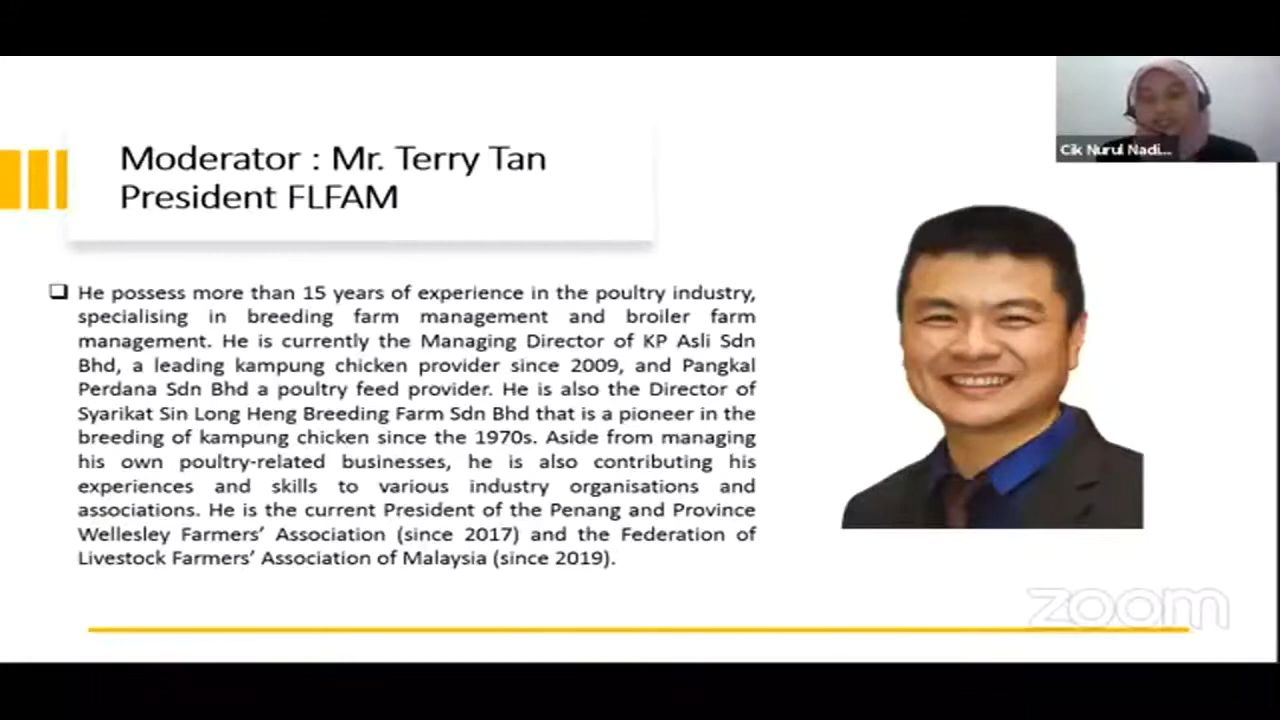 Moderator : Mr. Terry Tan
President FLFAM
Cik Nurul Nadi...
❑ He possess more than 15 years of experience in the poultry industry,
specialising in breeding farm management and broiler farm
management. He is currently the Managing Director of KP Asli Sdn
Bhd, a leading kampung chicken provider since 2009, and Pangkal
Perdana Sdn Bhd a poultry feed provider. He is also the Director of
Syarikat Sin Long Heng Breeding Farm Sdn Bhd that is a pioneer in the
breeding of kampung chicken since the 1970s. Aside from managing
his own poultry-related businesses, he is also contributing his
experiences and skills to various industry organisations and
associations. He is the current President of the Penang and Province
Wellesley Farmers’ Association (since 2017) and the Federation of
Livestock Farmers’ Association of Malaysia (since 2019).
zoom